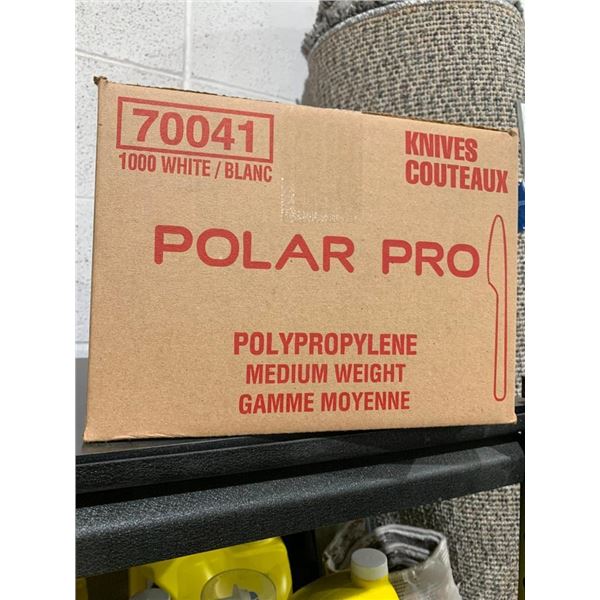 70041
1000 WHITE / BLANC
KNIVES
COUTEAUX
POLAR PRO
POLYPROPYLENE
MEDIUM WEIGHT
GAMME MOYENNE